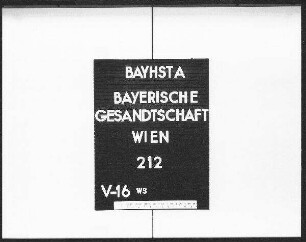 BAYHSTA
BAYERISCHE
GESANDTSCHAFT
WIEN
212
V-16 WS